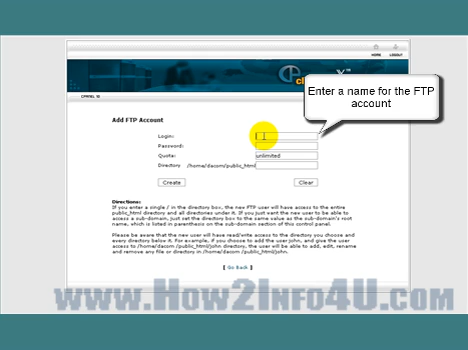 HOME LOGOUT
CPANEL 10
Enter a name for the FTP
account
Add FTP Account
Login:
Password:
Quota: unlimited
Directory /home/dacom/public_html/
Create Clear
Directions:
If you enter a single / in the directory box, the new FTP user will have access to the entire
public_html directory and all directories under it. If you just want the new user to be able to
access a sub-domain, just set the directory box to the same value as the sub-domain's root
name, which is listed in parenthesis on the sub-domain section of this control panel.
Please be aware that the new user will have read/write access to the directory you choose and
every directory below it. For example, if you choose to add the user john, and give the user
access to /home/dacom /public_html/john directory, the user will be able to add, edit, rename
and remove any file or directory in /home/dacom /public_html/john.
[ Go Back ]
www.How2Info4U.com